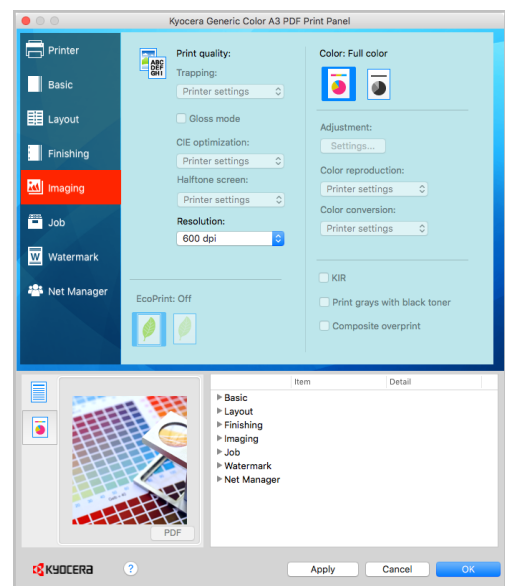 Kyocera Generic Color A3 PDF Print Panel
Printer
Basic
Layout
Finishing
Imaging
Job
Watermark
Net Manager
ABC
DEF
GHI
Print quality:
Trapping:
Printer settings
Gloss mode
CIE optimization:
Printer settings
Halftone screen:
Printer settings
Resolution:
600 dpi
EcoPrint: Off
Color: Full color
Adjustment:
Settings...
Color reproduction:
Printer settings
Color conversion:
Printer settings
KIR
Print grays with black toner
Composite overprint
PDF
Item Detail
Basic
Layout
Finishing
Imaging
Job
Watermark
Net Manager
KYOCERA
?
Apply Cancel OK